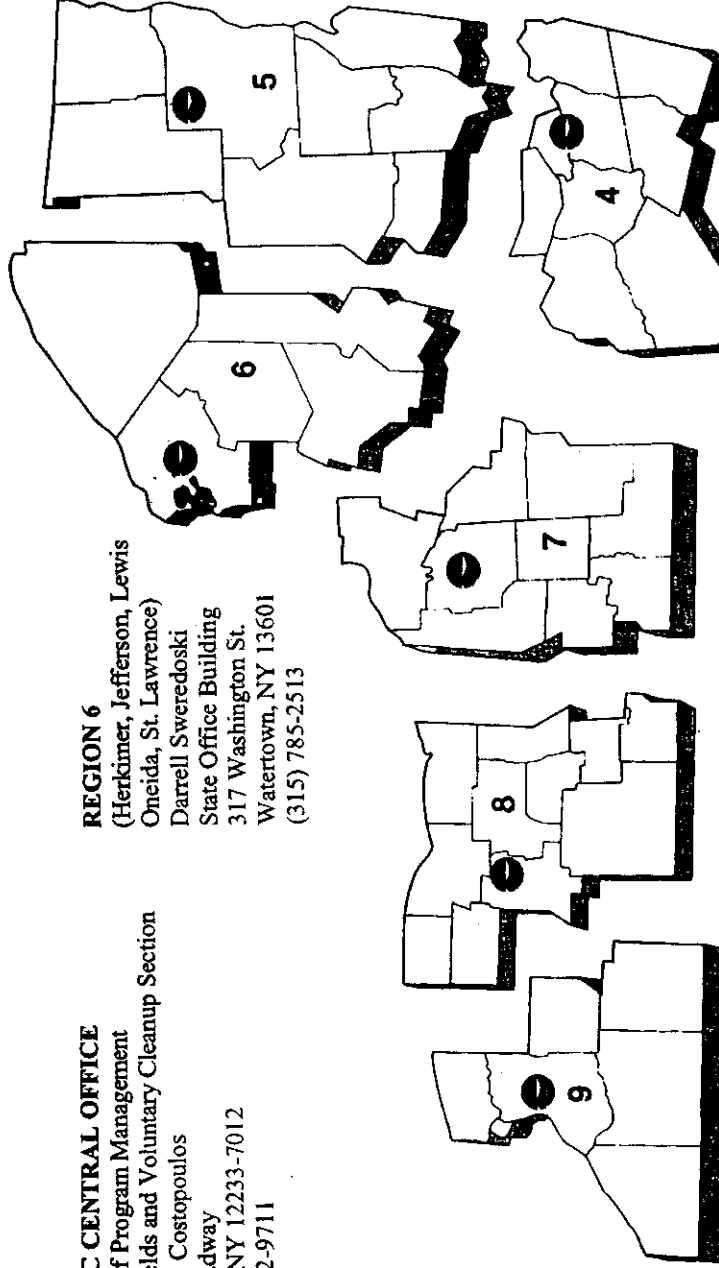 C CENTRAL OFFICE
f Program Management
elds and Voluntary Cleanup Section
Costopoulos
dway
NY 12233-7012
2-9711
REGION 6
(Herkimer, Jefferson, Lewis
Oneida, St. Lawrence)
Darrell Sweredoski
State Office Building
317 Washington St.
Watertown, NY 13601
(315) 785-2513
5
6
4
7
8
9